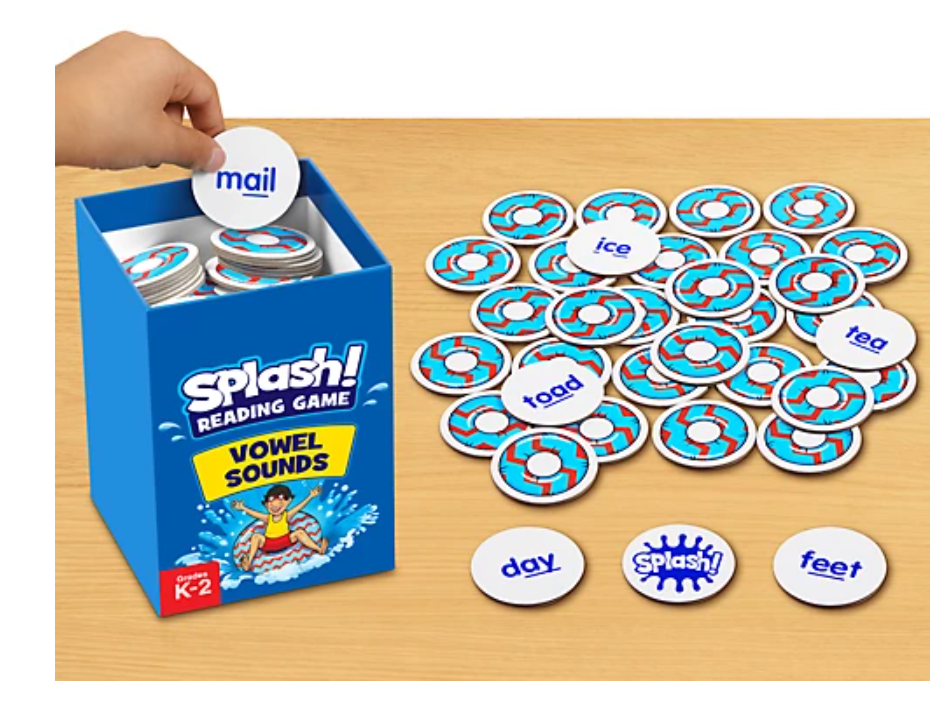 mail
ice
tea
Splash!
READING GAME
VOWEL
SOUNDS
toad
Grades
K-2
day
Splash!
feet